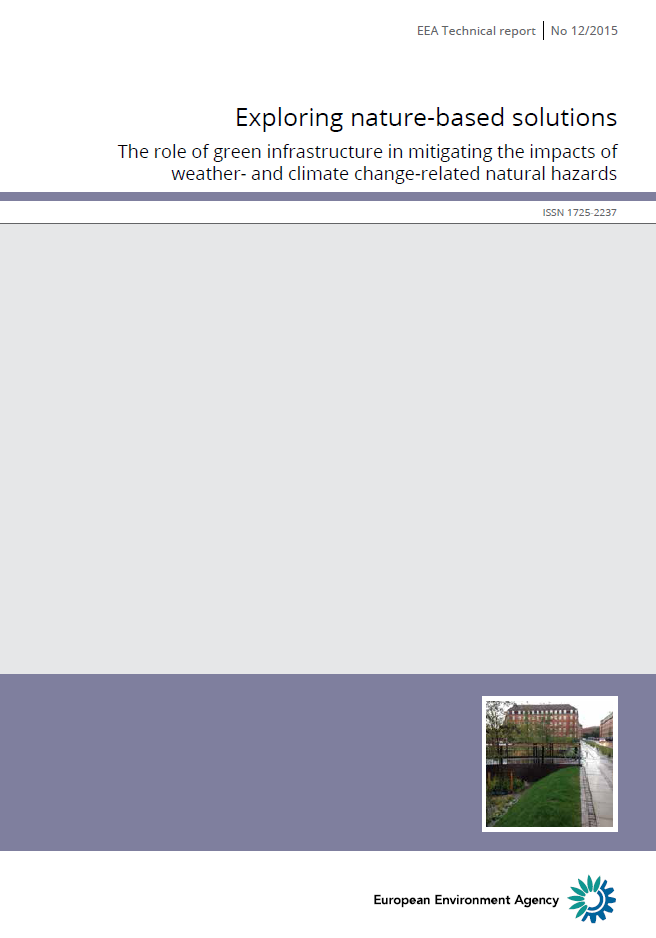 EEA Technical report | No 12/2015
Exploring nature-based solutions
The role of green infrastructure in mitigating the impacts of
weather- and climate change-related natural hazards
ISSN 1725-2237
European Environment Agency